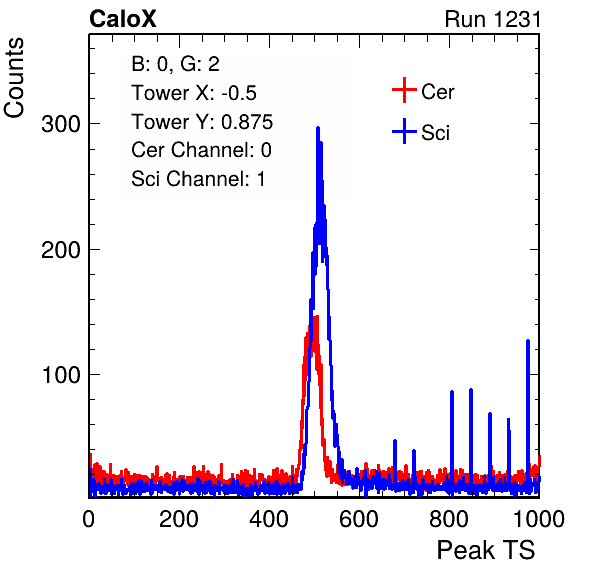 CaloX Run 1231
Counts
B: 0, G: 2
Tower X: -0.5
Tower Y: 0.875
Cer Channel: 0
Sci Channel: 1
Cer
Sci
300
200
100
0 200 400 600 800 1000
Peak TS